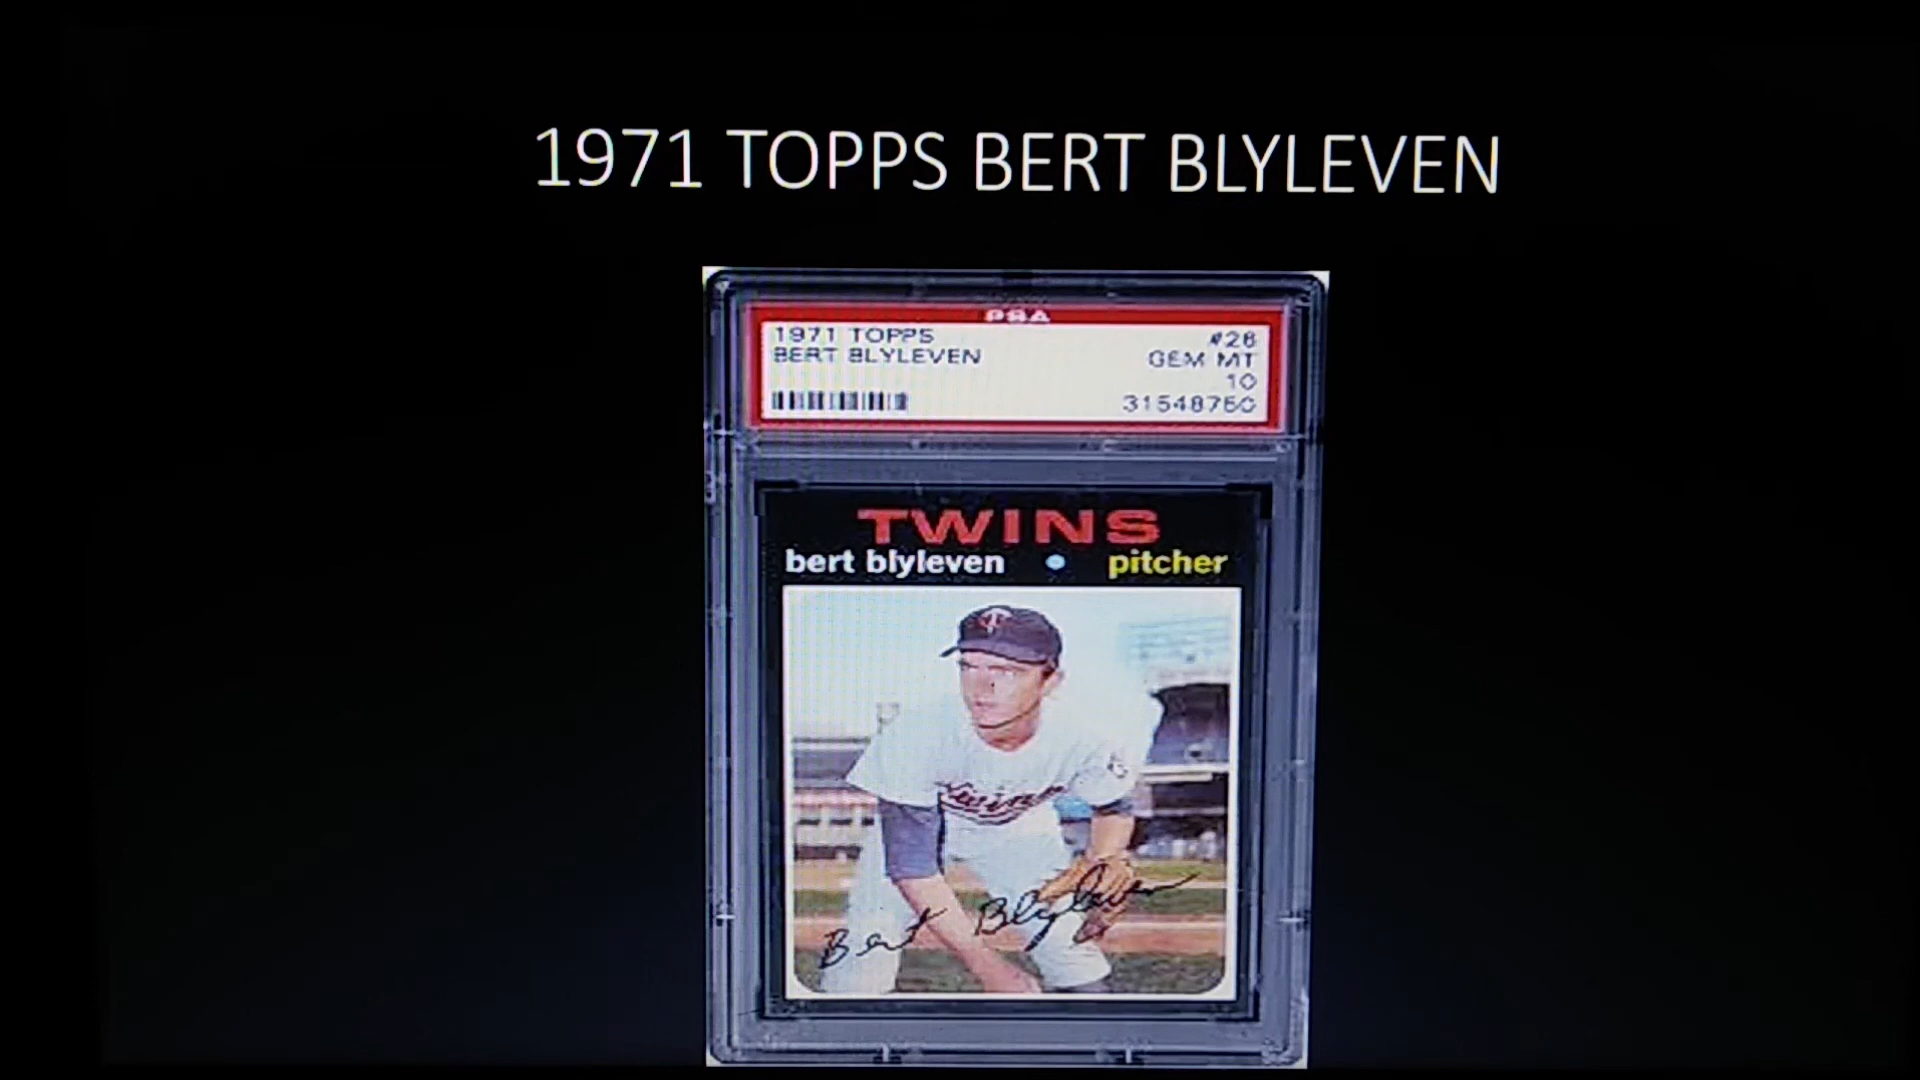 1971 TOPPS BERT BLYLEVEN
PSA
1971 TOPPS #26
BERT BLYLEVEN GEM MT
10
31548760
TWINS
bert blyleven • pitcher
Twins
Bert Blyleven